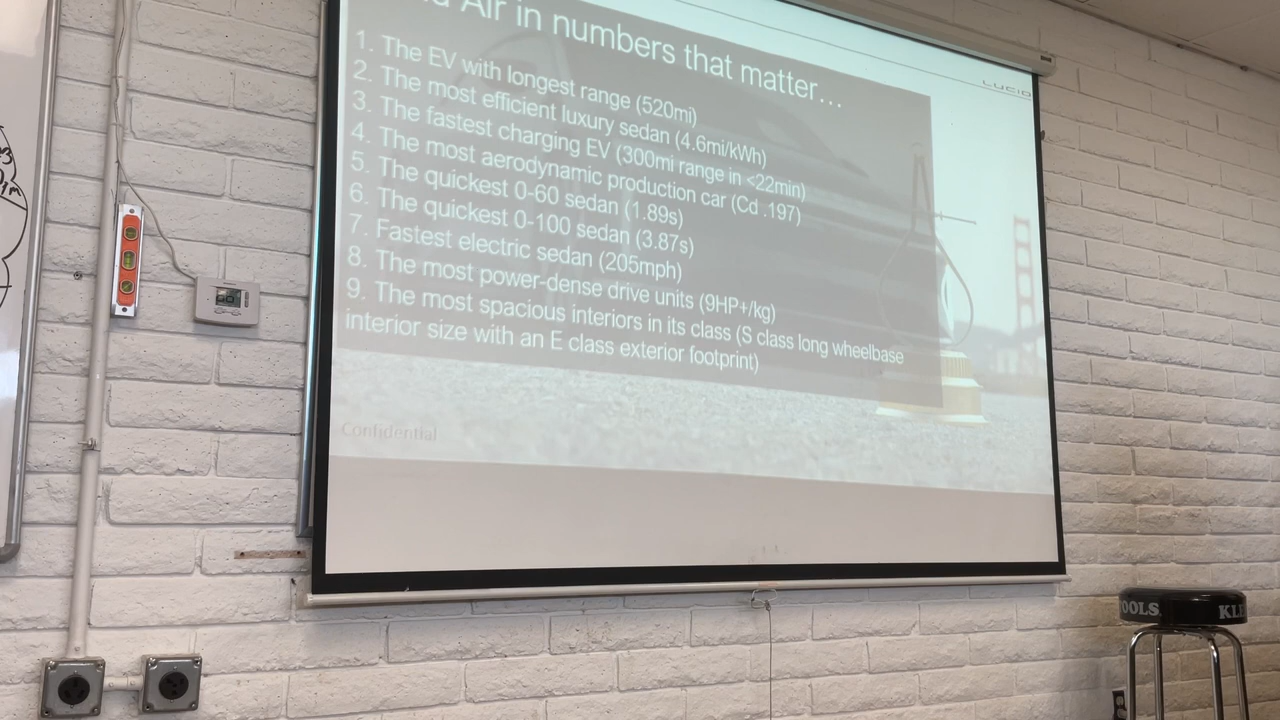 Air in numbers that matter...
LUCID
1. The EV with longest range (520mi)
2. The most efficient luxury sedan (4.6mi/kWh)
3. The fastest charging EV (300mi range in <22min)
4. The most aerodynamic production car (Cd .197)
5. The quickest 0-60 sedan (1.89s)
6. The quickest 0-100 sedan (3.87s)
7. Fastest electric sedan (205mph)
8. The most power-dense drive units (9HP+/kg)
9. The most spacious interiors in its class (S class long wheelbase
interior size with an E class exterior footprint)
Confidential
OOLS. KLE